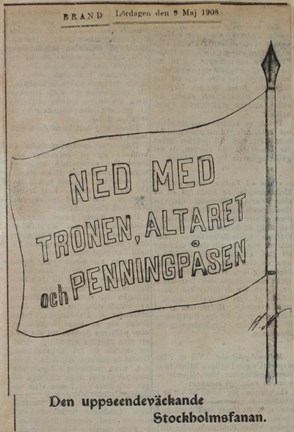 BRAND Lördagen den 9 Maj 1908
NED MED
TRONEN, ALTARET
och PENNINGPÅSEN
Den uppseendeväckande
Stockholmsfanan.